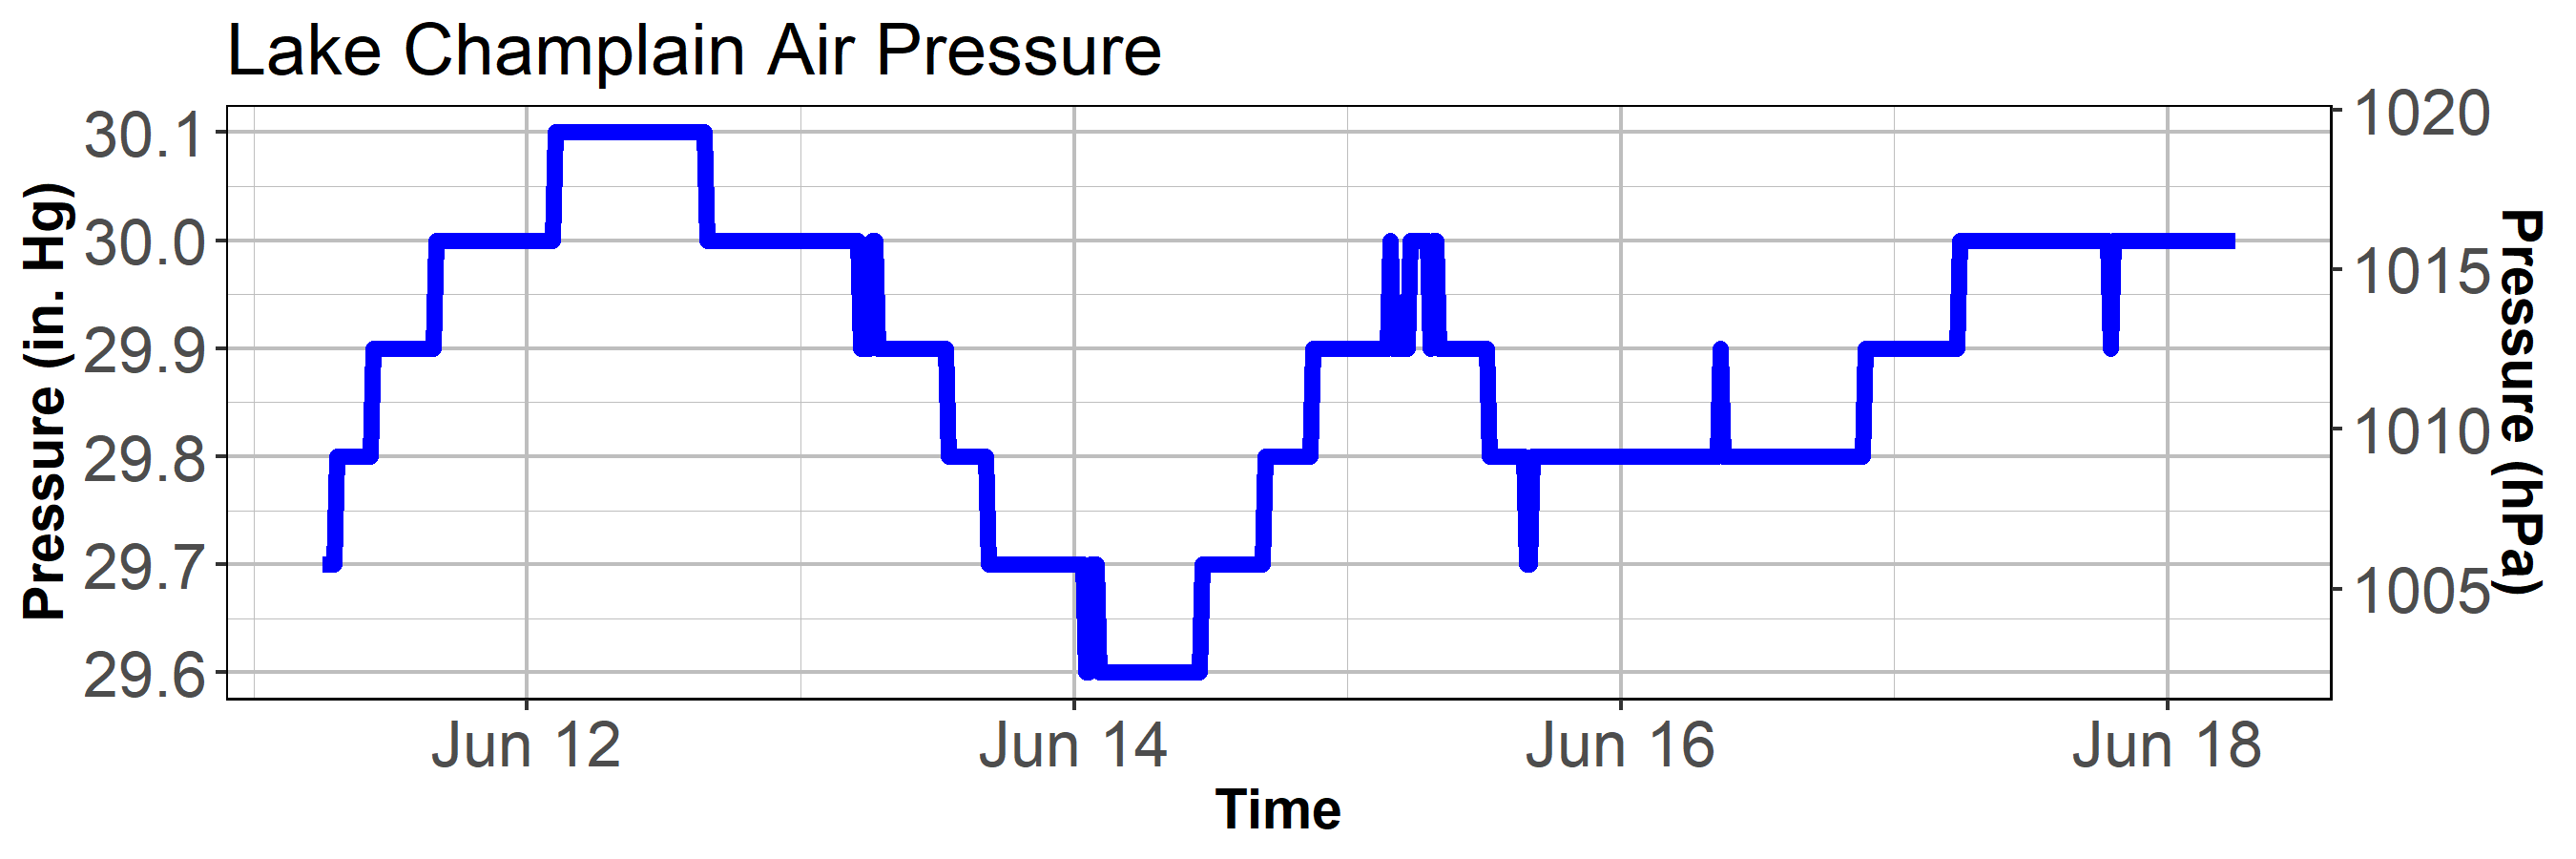 Lake Champlain Air Pressure
Pressure (in. Hg)
30.1
30.0
29.9
29.8
29.7
29.6
1020
1015
1010
1005
Pressure (hPa)
Jun 12
Jun 14
Jun 16
Jun 18
Time